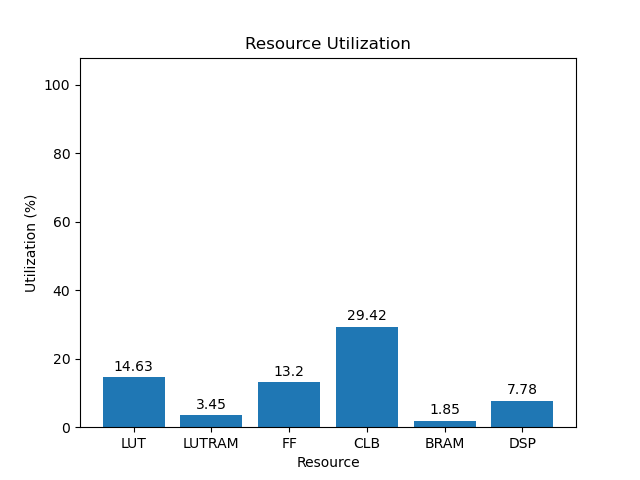 Resource Utilization
Utilization (%)
100
80
60
40
20
0
14.63
3.45
13.2
29.42
1.85
7.78
LUT
LUTRAM
FF
CLB
BRAM
DSP
Resource